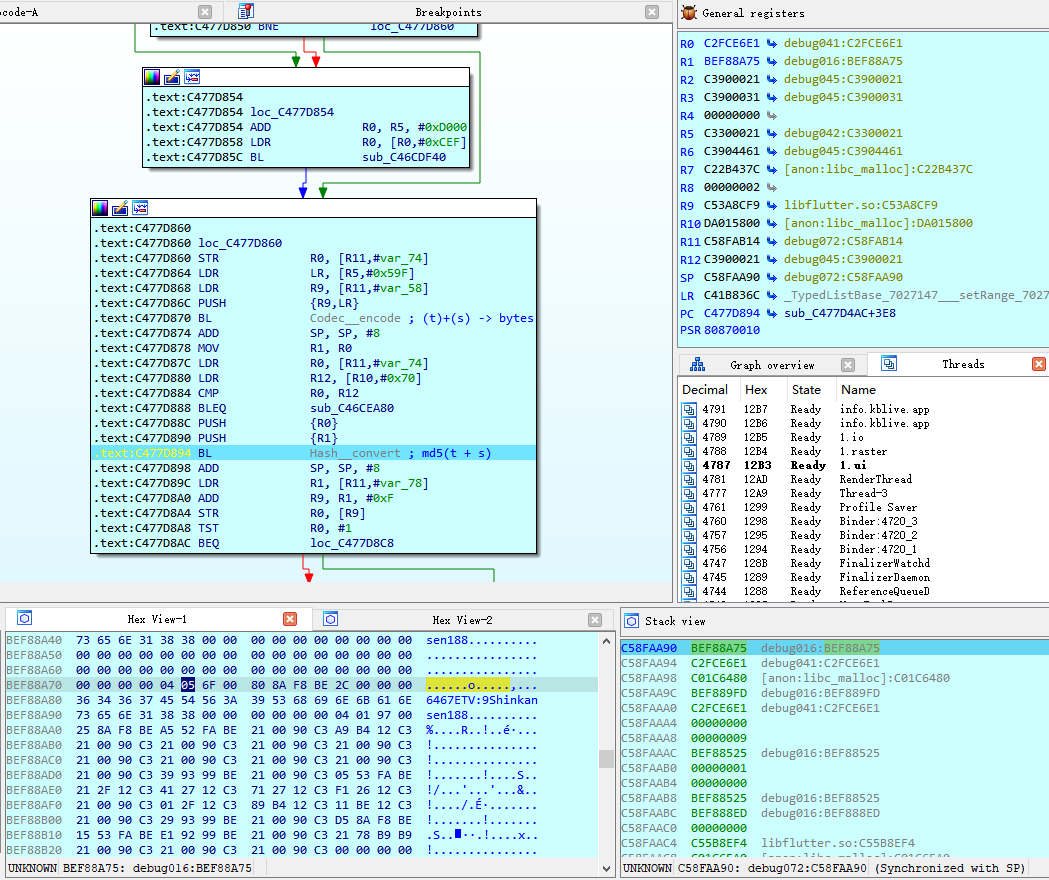 ocode-A
Breakpoints
General registers
.text:C477D850 BNE loc_C477D860
.text:C477D854
.text:C477D854 loc_C477D854
.text:C477D854 ADD R0, R5, #0xD000
.text:C477D858 LDR R0, [R0,#0xCEF]
.text:C477D85C BL sub_C46CDF40
.text:C477D860
.text:C477D860 loc_C477D860
.text:C477D860 STR R0, [R11,#var_74]
.text:C477D864 LDR LR, [R5,#0x59F]
.text:C477D868 LDR R9, [R11,#var_58]
.text:C477D86C PUSH {R9,LR}
.text:C477D870 BL Codec__encode ; (t)+(s) -> bytes
.text:C477D874 ADD SP, SP, #8
.text:C477D878 MOV R1, R0
.text:C477D87C LDR R0, [R11,#var_74]
.text:C477D880 LDR R12, [R10,#0x70]
.text:C477D884 CMP R0, R12
.text:C477D888 BLEQ sub_C46CEA80
.text:C477D88C PUSH {R0}
.text:C477D890 PUSH {R1}
.text:C477D894 BL Hash__convert ; md5(t + s)
.text:C477D898 ADD SP, SP, #8
.text:C477D89C LDR R1, [R11,#var_78]
.text:C477D8A0 ADD R9, R1, #0xF
.text:C477D8A4 STR R0, [R9]
.text:C477D8A8 TST R0, #1
.text:C477D8AC BEQ loc_C477D8C8
R0 C2FCE6E1 debug041:C2FCE6E1
R1 BEF88A75 debug016:BEF88A75
R2 C3900021 debug045:C3900021
R3 C3900031 debug045:C3900031
R4 00000000
R5 C3300021 debug042:C3300021
R6 C3904461 debug045:C3904461
R7 C22B437C [anon:libc_malloc]:C22B437C
R8 00000002
R9 C53A8CF9 libflutter.so:C53A8CF9
R10 DA015800 [anon:libc_malloc]:DA015800
R11 C58FAB14 debug072:C58FAB14
R12 C3900021 debug045:C3900021
SP C58FAA90 debug072:C58FAA90
LR C41B836C _TypedListBase_7027147___setRange_7027
PC C477D894 sub_C477D4AC+3E8
PSR 80870010
Graph overview
Threads
Decimal Hex State Name
4791 12B7 Ready info.kblive.app
4790 12B6 Ready info.kblive.app
4789 12B5 Ready 1.io
4788 12B4 Ready 1.raster
4787 12B3 Ready 1.ui
4781 12AD Ready RenderThread
4777 12A9 Ready Thread-3
4761 1299 Ready Profile Saver
4760 1298 Ready Binder:4720_3
4757 1295 Ready Binder:4720_2
4756 1294 Ready Binder:4720_1
4747 128B Ready FinalizerWatchd
4745 1289 Ready FinalizerDaemon
4744 1288 Ready ReferenceQueueD
Hex View-1
Hex View-2
BEF88A40 73 65 6E 31 38 38 00 00 00 00 00 00 00 00 00 00 sen188..........
BEF88A50 00 00 00 00 00 00 00 00 00 00 00 00 00 00 00 00 ................
BEF88A60 00 00 00 00 00 00 00 00 00 00 00 00 00 00 00 00 ................
BEF88A70 00 00 00 00 04 05 6F 00 80 8A F8 BE 2C 00 00 00 ......o.....,...
BEF88A80 36 34 36 37 45 54 56 3A 39 53 68 69 6E 6B 61 6E 6467ETV:9Shinkan
BEF88A90 73 65 6E 31 38 38 00 00 00 00 00 00 04 01 97 00 sen188..........
BEF88AA0 25 8A F8 BE A5 52 FA BE 21 00 90 C3 A9 B4 12 C3 %....R..!..é·...
BEF88AB0 21 00 90 C3 21 00 90 C3 21 00 90 C3 21 00 90 C3 !...!...!...!...
BEF88AC0 21 00 90 C3 21 00 90 C3 21 00 90 C3 21 00 90 C3 !...!...!...!...
BEF88AD0 21 00 90 C3 39 93 99 BE 21 00 90 C3 05 53 FA BE !.......!....S..
BEF88AE0 21 2F 12 C3 41 27 12 C3 71 27 12 C3 F1 26 12 C3 !/...'...'...&..
BEF88AF0 21 00 90 C3 01 2F 12 C3 89 B4 12 C3 11 BE 12 C3 !..../.É·.......
BEF88B00 21 00 90 C3 29 93 99 BE 21 00 90 C3 D5 8A F8 BE !.......!.......
BEF88B10 15 53 FA BE E1 92 99 BE 21 00 90 C3 21 78 B9 B9 .S..
BEF88B20 21 00 90 C3 21 00 90 C3 21 00 90 C3 21 00 90 C3
UNKNOWN BEF88A75: debug016:BEF88A75
Stack view
C58FAA90 BEF88A75 debug016:BEF88A75
C58FAA94 C2FCE6E1 debug041:C2FCE6E1
C58FAA98 C01C6480 [anon:libc_malloc]:C01C6480
C58FAA9C BEF889FD debug016:BEF889FD
C58FAAA0 C2FCE6E1 debug041:C2FCE6E1
C58FAAA4 00000000
C58FAAA8 00000009
C58FAAAC BEF88525 debug016:BEF88525
C58FAAB0 00000001
C58FAAB4 00000000
C58FAAB8 BEF88525 debug016:BEF88525
C58FAABC BEF888ED debug016:BEF888ED
C58FAAC0 00000000
C58FAAC4 C55B8EF4 libflutter.so:C55B8EF4
UNKNOWN C58FAA90: debug072:C58FAA90 (Synchronized with SP)